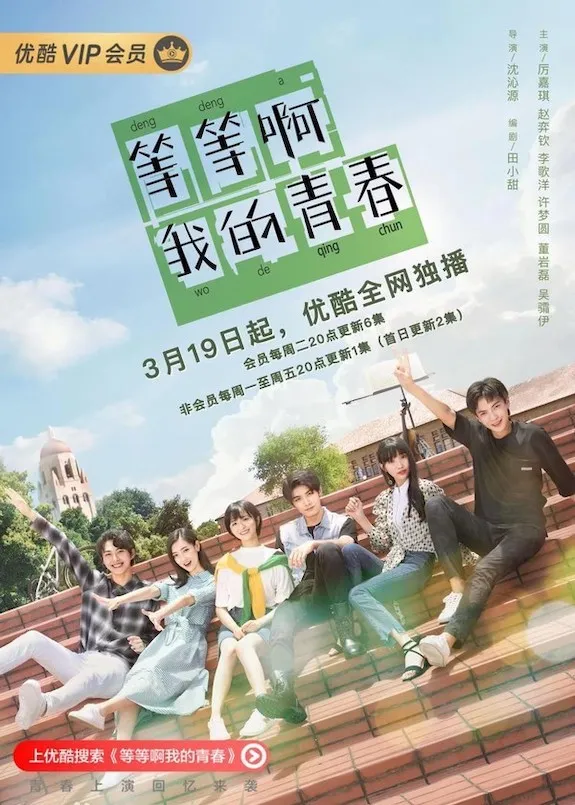 优酷VIP会员
deng deng a
等等啊
我的青春
wo de qing chun
导演/沈沁源
编剧/田小甜
主演/厉嘉琪 赵弈钦 李歌洋 许梦圆 董岩磊 吴骦伊
3月19日起，优酷全网独播
会员每周二20点更新6集
非会员每周一至周五20点更新1集（首日更新2集）
上优酷搜索《等等啊我的青春》
青春上演回忆来袭